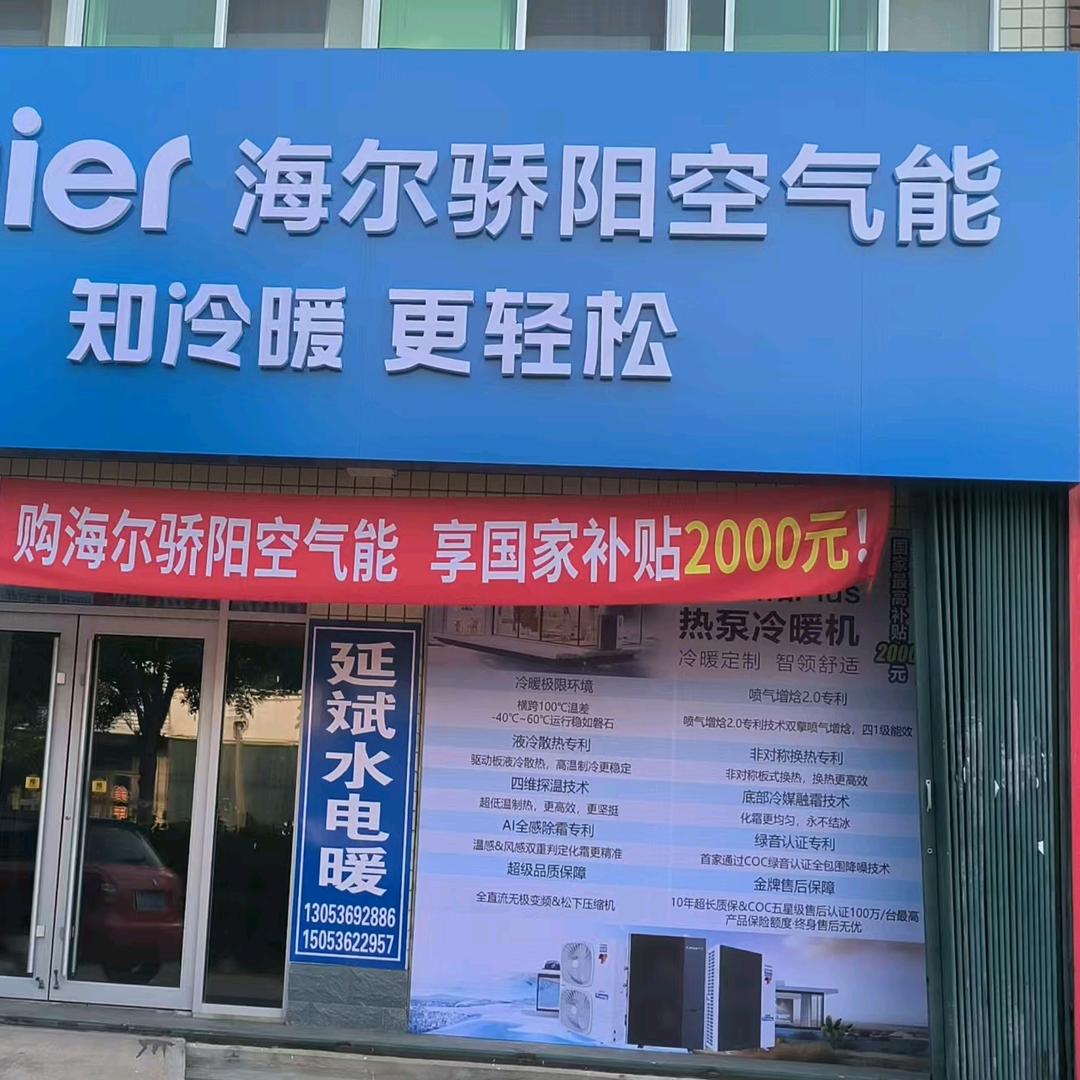 ier 海尔骄阳空气能
知冷暖 更轻松
购海尔骄阳空气能 享国家补贴2000元!
国家最高补贴
2000
元
热泵冷暖机
冷暖定制 智领舒适
延斌水电暖
13053692886
15053622957
冷暖极限环境
横跨100℃温差
-40℃~60℃运行稳如磐石
液冷散热专利
驱动板液冷散热，高温制冷更稳定
四维探温技术
超低温制热，更高效，更坚挺
AI全感除霜专利
温感&风感双重判定化霜更精准
超级品质保障
全直流无极变频&松下压缩机
喷气增焓2.0专利
喷气增焓2.0专利技术双擎喷气增焓，四1级能效
非对称换热专利
非对称板式换热，换热更高效
底部冷媒融霜技术
化霜更均匀，永不结冰
绿音认证专利
首家通过COC绿音认证全包围降噪技术
金牌售后保障
10年超长质保&COC五星级售后认证100万/台最高
产品保险额度·终身售后无优